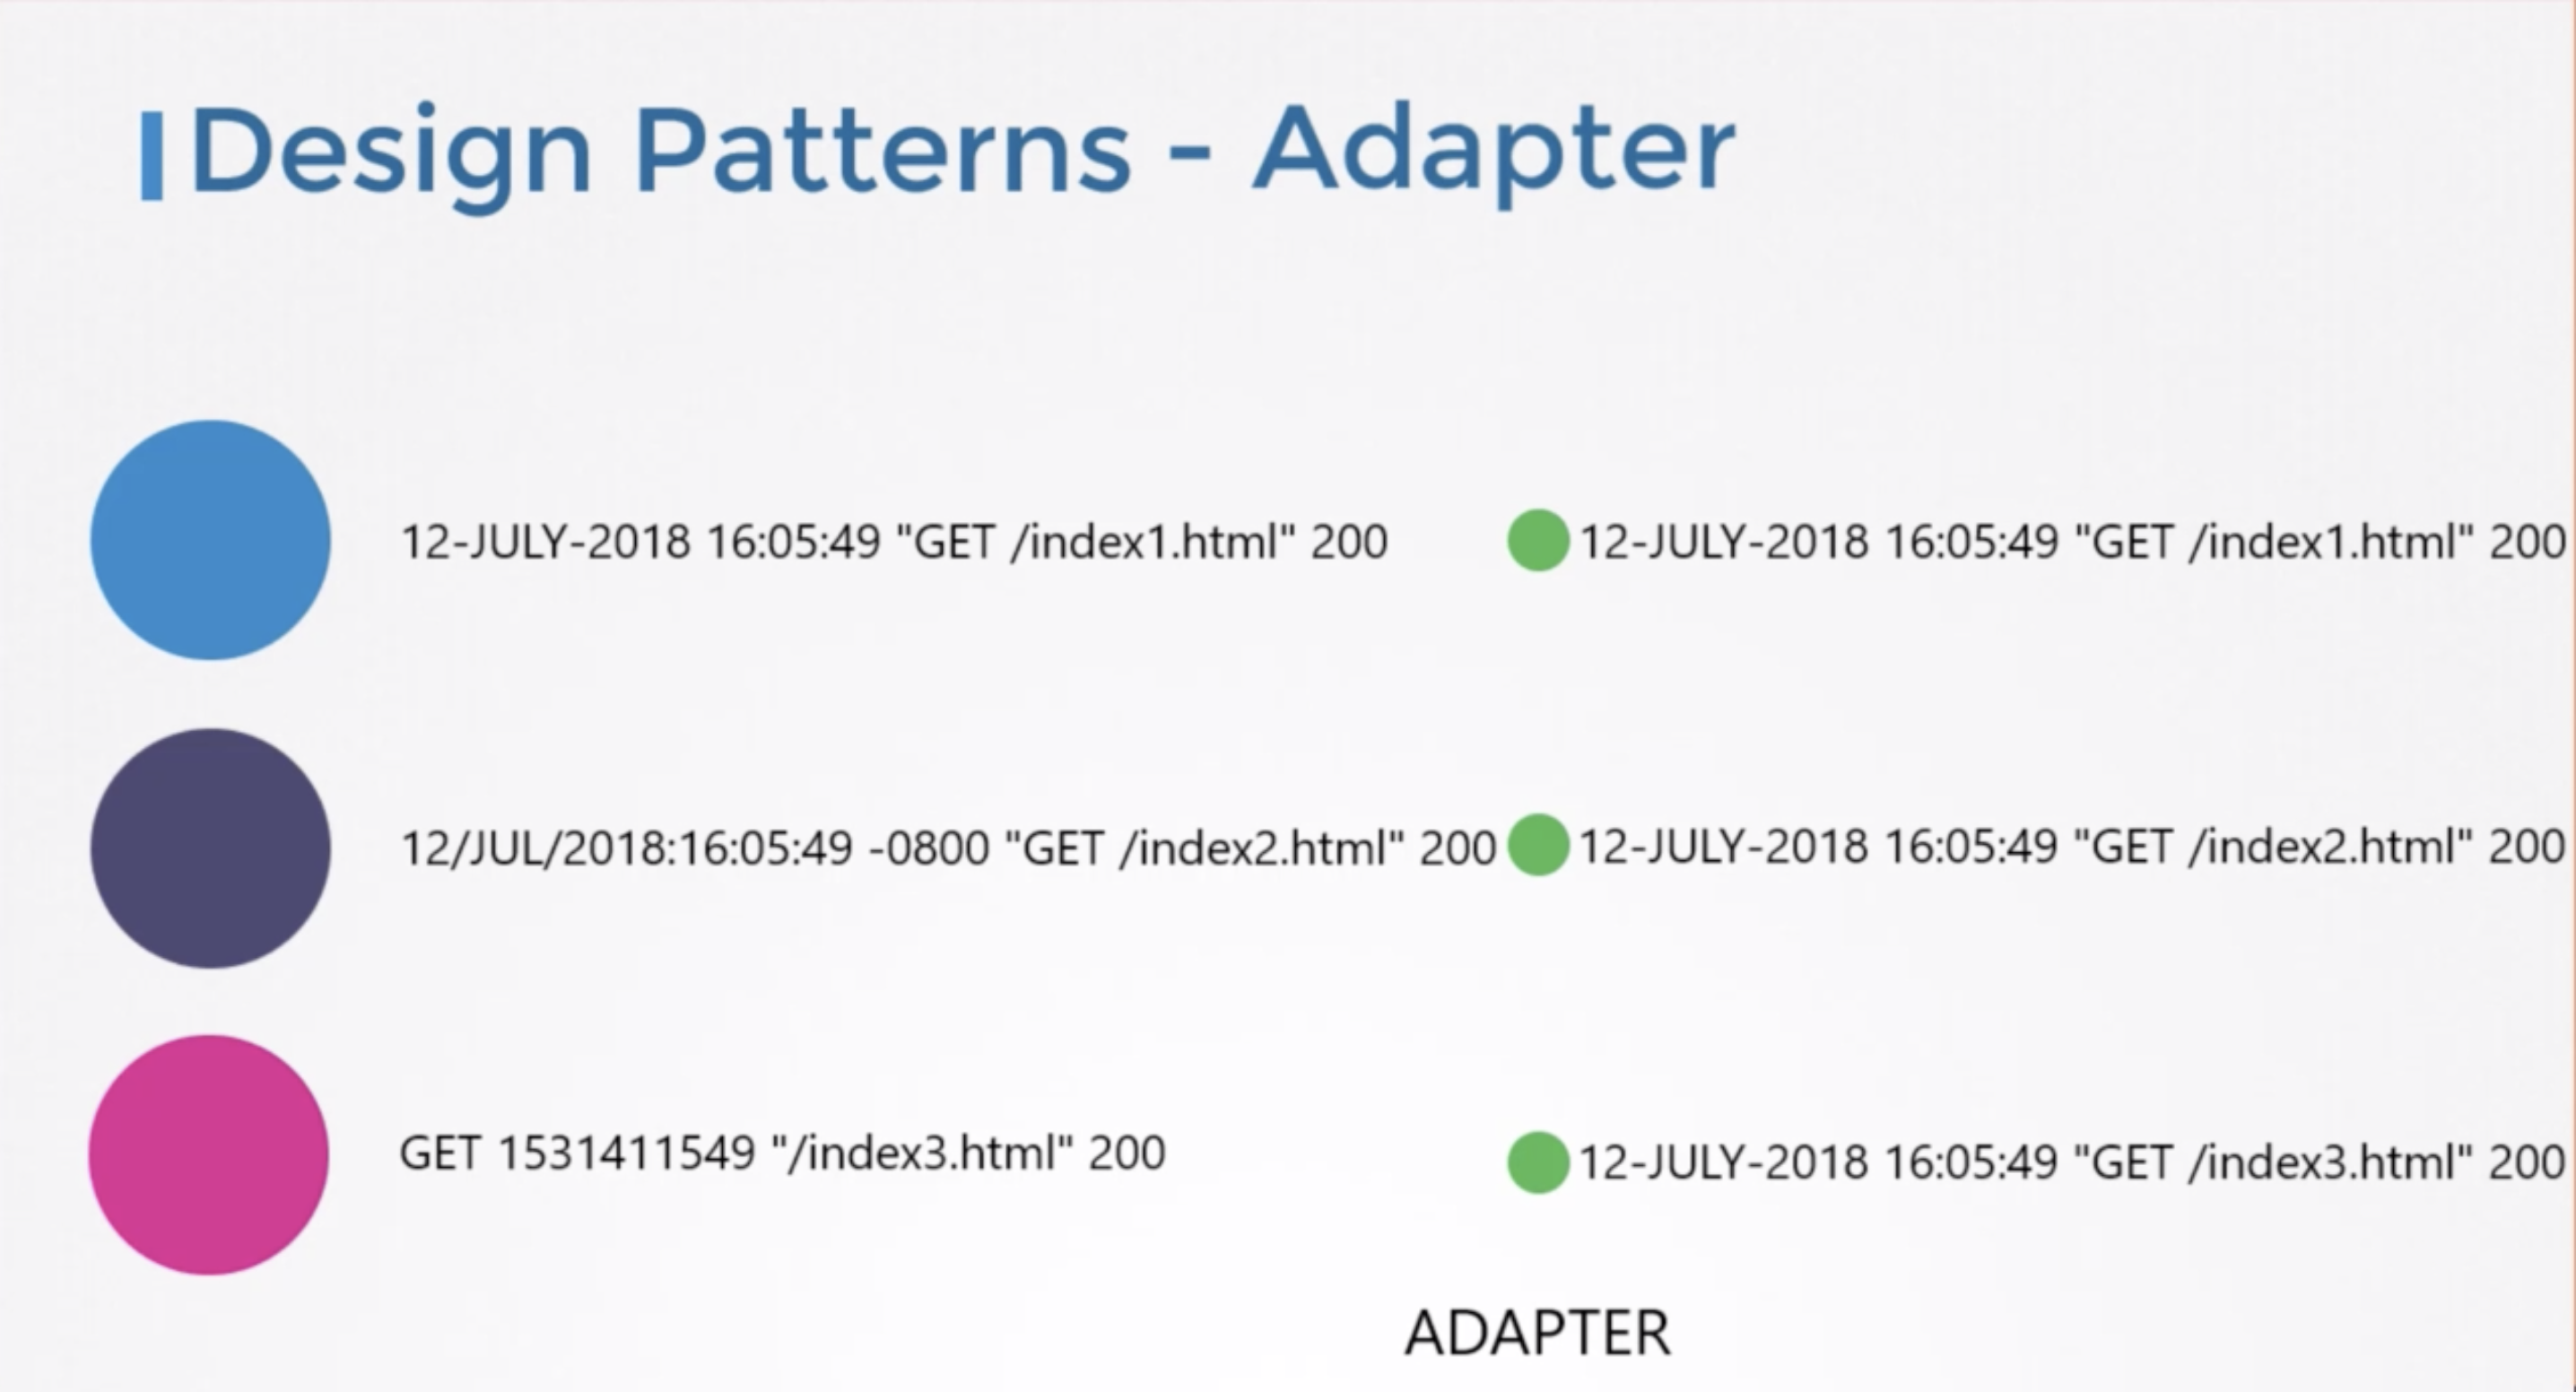 Design Patterns - Adapter
12-JULY-2018 16:05:49 "GET /index1.html" 200
12-JULY-2018 16:05:49 "GET /index1.html" 200
12/JUL/2018:16:05:49 -0800 "GET /index2.html" 200
12-JULY-2018 16:05:49 "GET /index2.html" 200
GET 1531411549 "/index3.html" 200
12-JULY-2018 16:05:49 "GET /index3.html" 200
ADAPTER